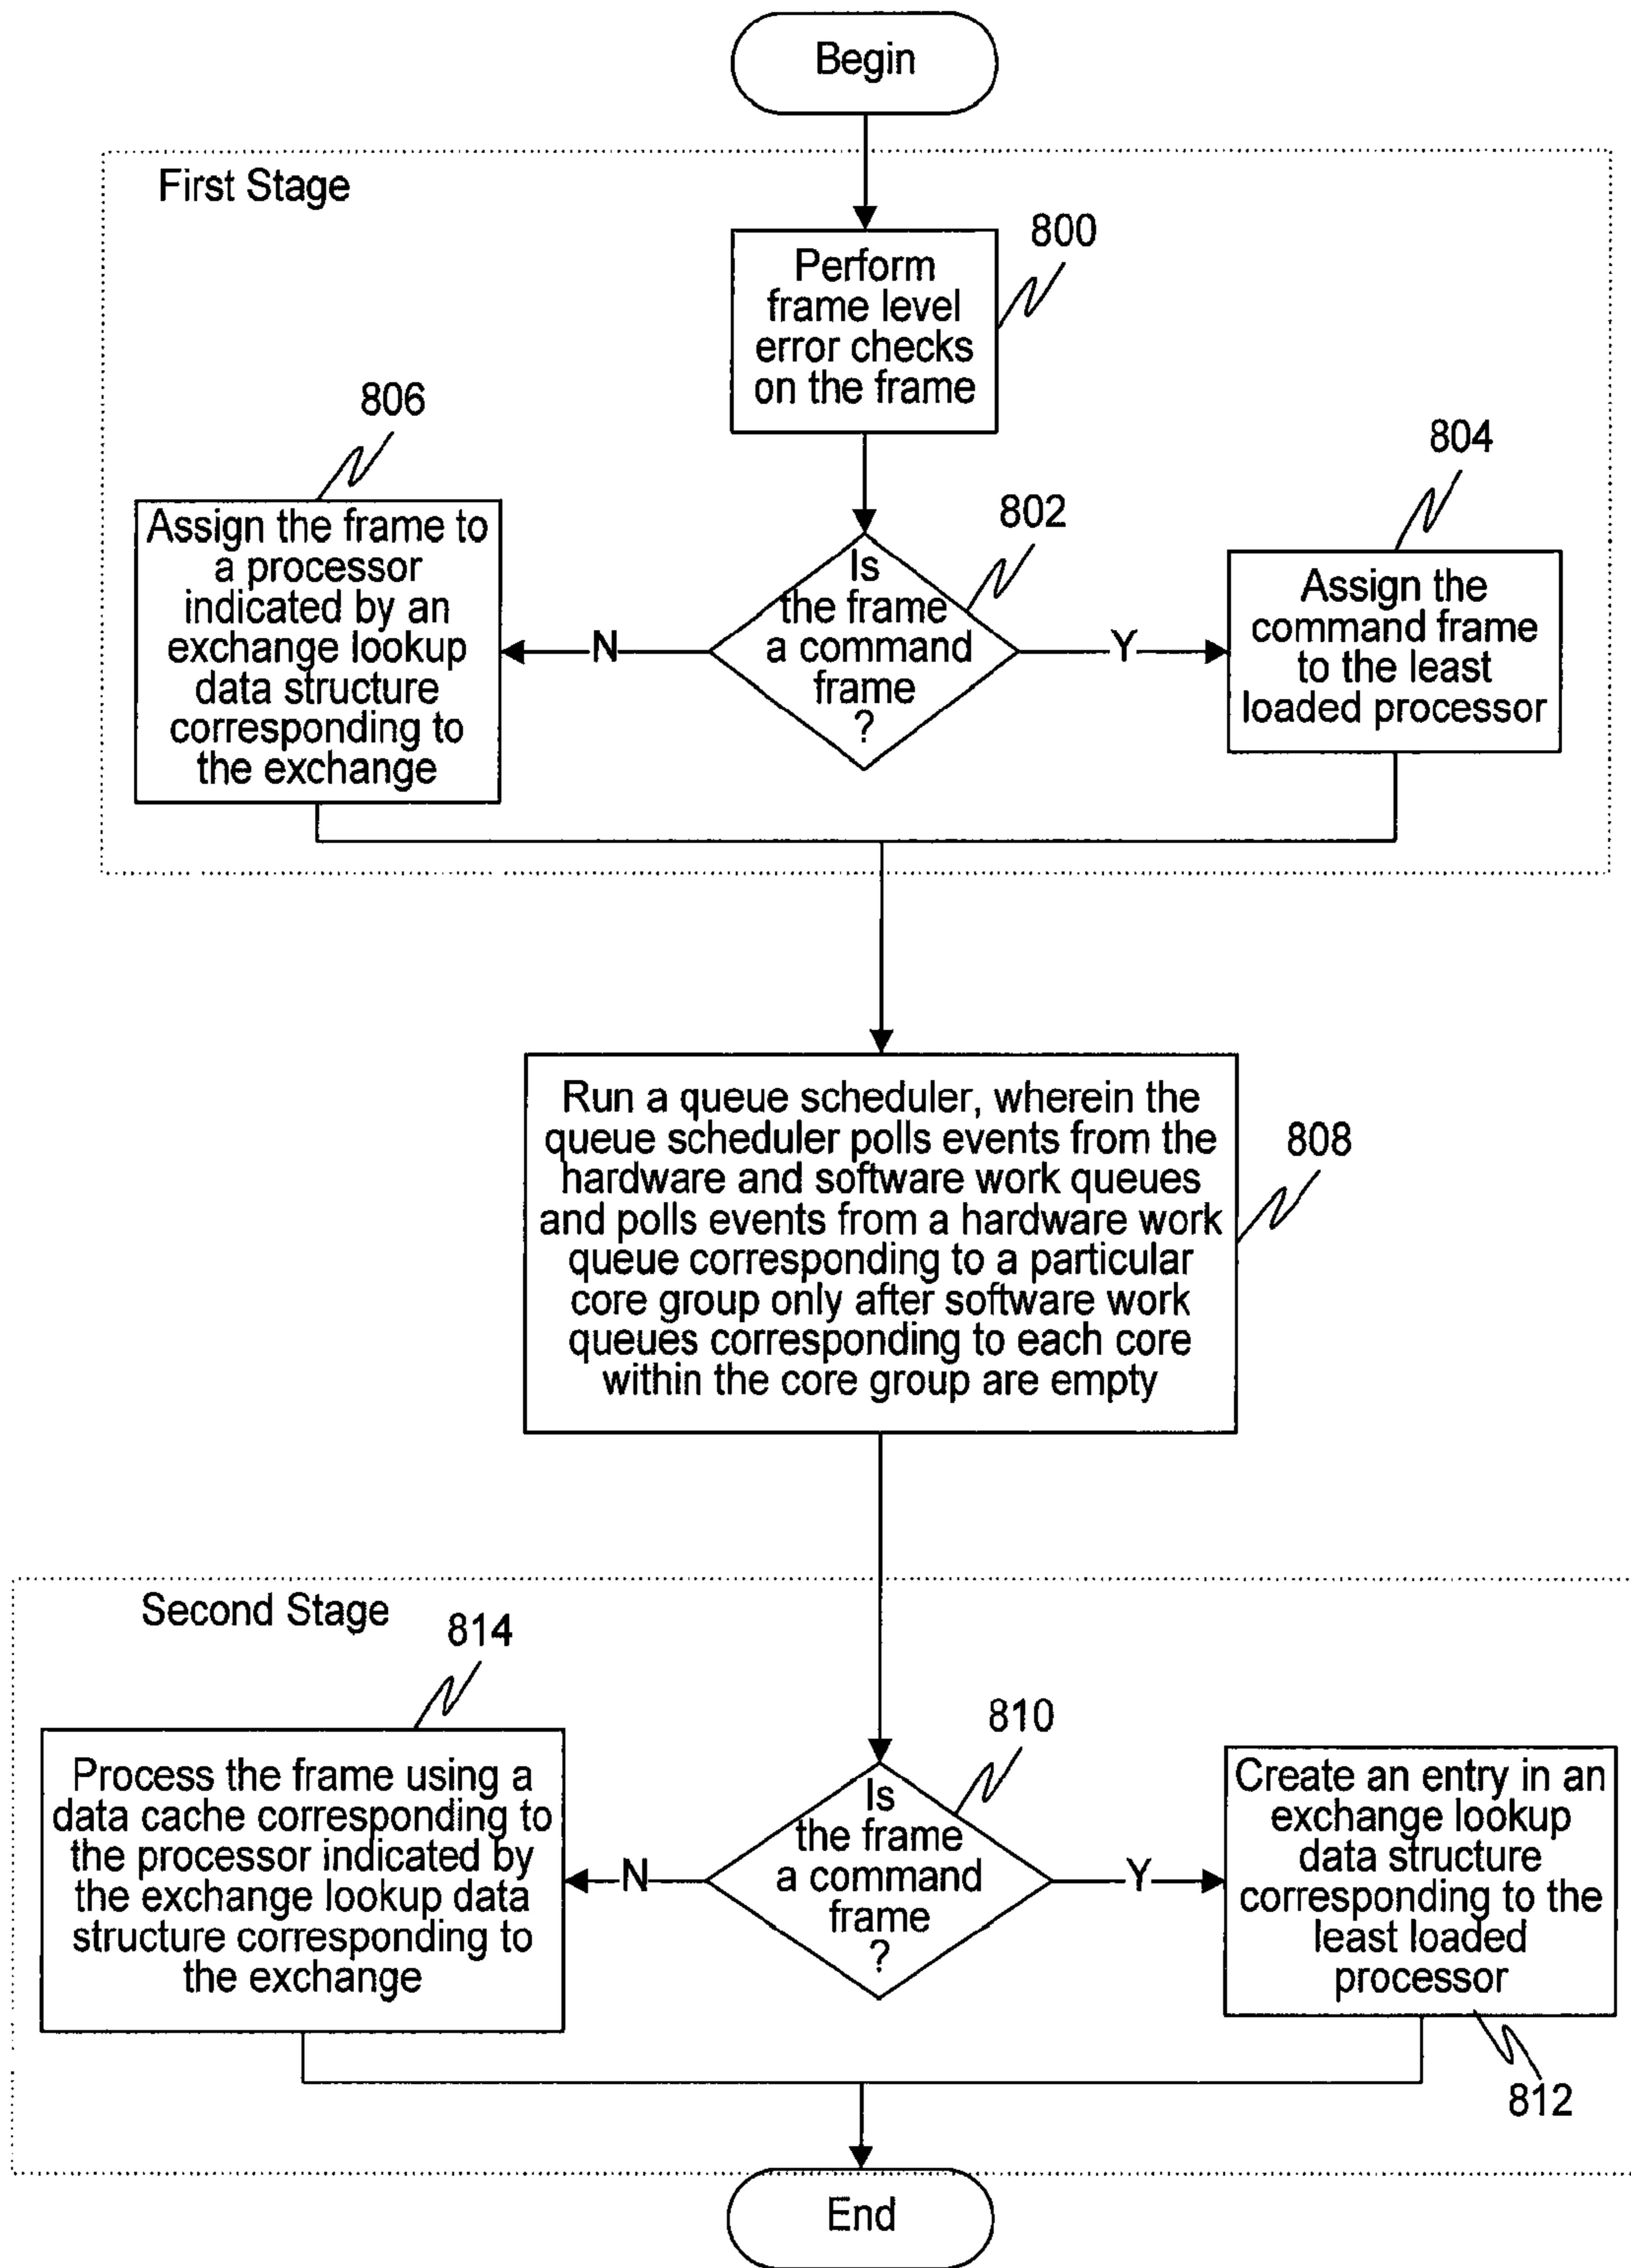 Begin
First Stage
800
Perform
frame level
error checks
on the frame
806
804
802
Assign the frame to
a processor
indicated by an
exchange lookup
data structure
corresponding to
the exchange
N
Is
the frame
a command
frame
?
Y
Assign the
command frame
to the least
loaded processor
Run a queue scheduler, wherein the
queue scheduler polls events from the
hardware and software work queues
and polls events from a hardware work
queue corresponding to a particular
core group only after software work
queues corresponding to each core
within the core group are empty
808
Second Stage
814
810
Process the frame using a
data cache corresponding to
the processor indicated by
the exchange lookup data
structure corresponding to
the exchange
N
Is
the frame
a command
frame
?
Y
Create an entry in an
exchange lookup
data structure
corresponding to the
least loaded
processor
812
End